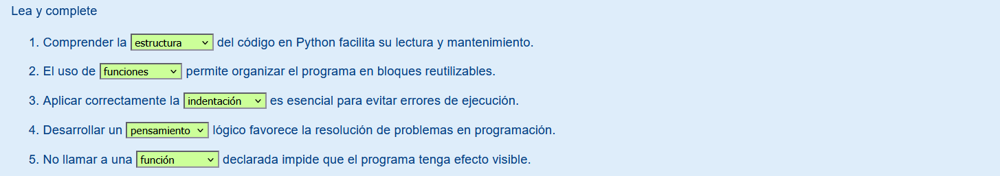 Lea y complete
1. Comprender la estructura del código en Python facilita su lectura y mantenimiento.
2. El uso de funciones permite organizar el programa en bloques reutilizables.
3. Aplicar correctamente la indentación es esencial para evitar errores de ejecución.
4. Desarrollar un pensamiento lógico favorece la resolución de problemas en programación.
5. No llamar a una función declarada impide que el programa tenga efecto visible.